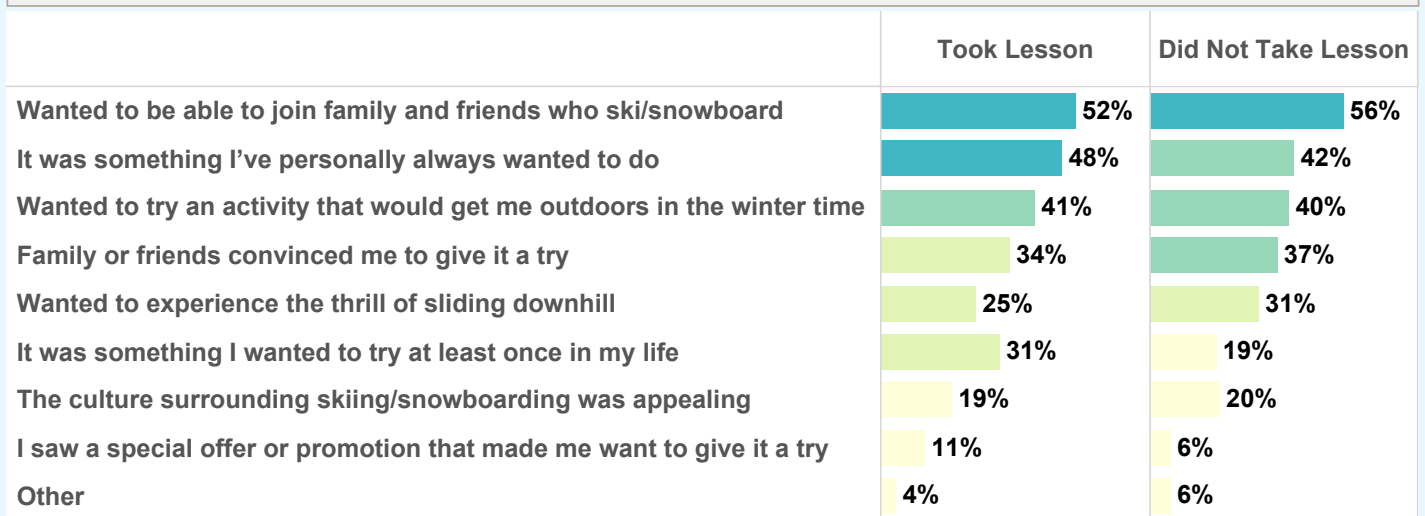 Took Lesson Did Not Take Lesson
Wanted to be able to join family and friends who ski/snowboard 52% 56%
It was something I’ve personally always wanted to do 48% 42%
Wanted to try an activity that would get me outdoors in the winter time 41% 40%
Family or friends convinced me to give it a try 34% 37%
Wanted to experience the thrill of sliding downhill 25% 31%
It was something I wanted to try at least once in my life 31% 19%
The culture surrounding skiing/snowboarding was appealing 19% 20%
I saw a special offer or promotion that made me want to give it a try 11% 6%
Other 4% 6%